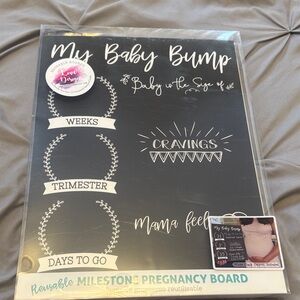 My Baby Bump
Baby is the Size of
WEEKS
CRAVINGS
TRIMESTER
Mama feels
DAYS TO GO
Reusable MILESTONE PREGNANCY BOARD
My Baby Bump